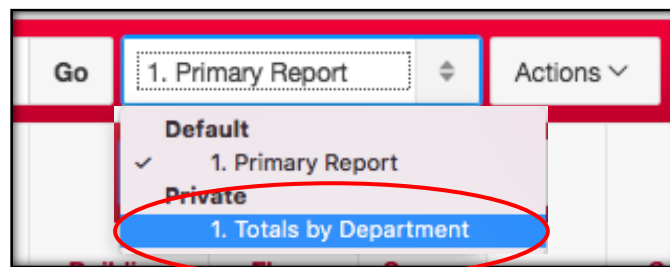 Go 1. Primary Report Actions
Default
✓ 1. Primary Report
Private
1. Totals by Department